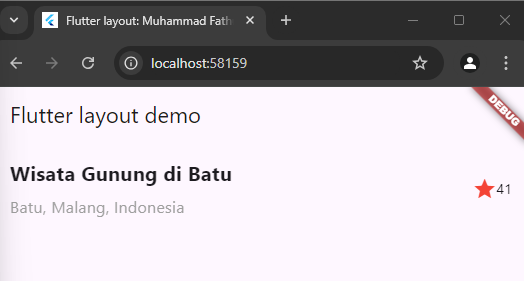 Flutter layout: Muhammad Fath
localhost:58159
Flutter layout demo
DEBUG
Wisata Gunung di Batu
Batu, Malang, Indonesia
41